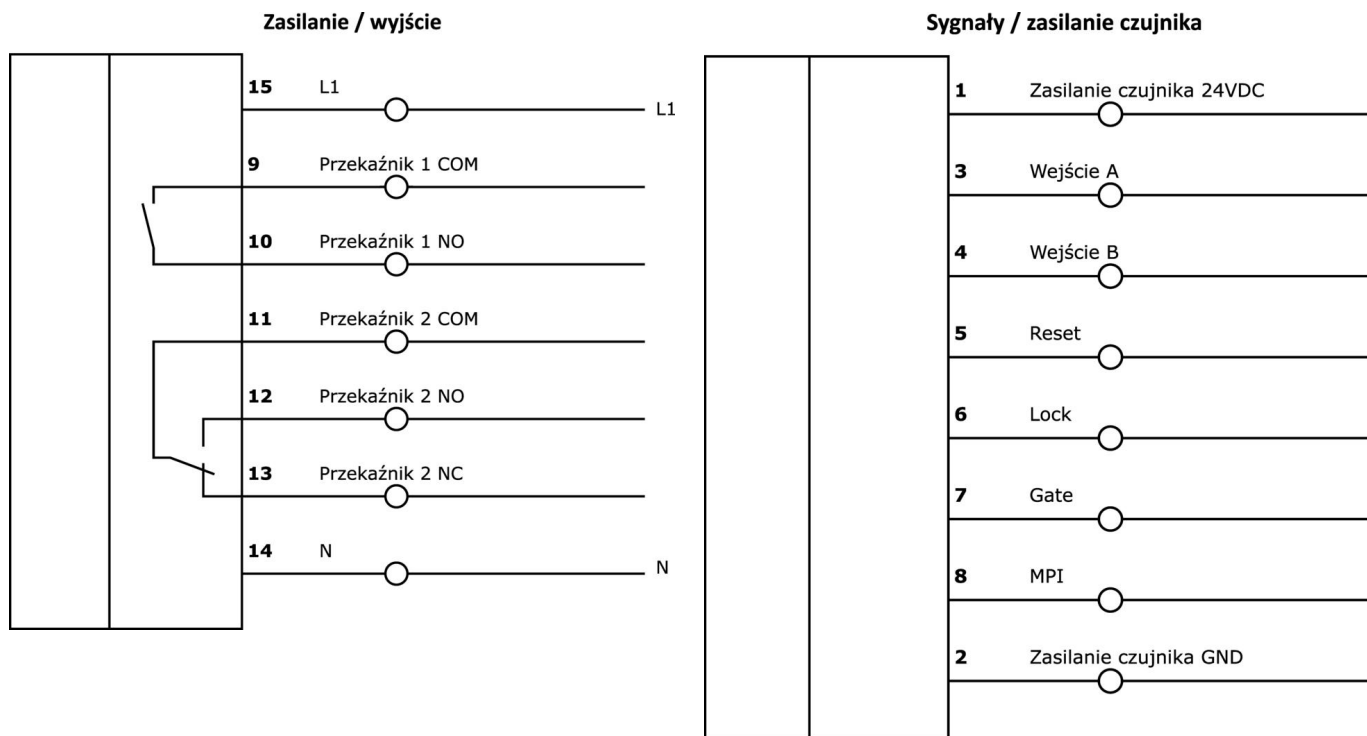 Zasilanie / wyjście
15 L1
L1
9 Przekaźnik 1 COM
10 Przekaźnik 1 NO
11 Przekaźnik 2 COM
12 Przekaźnik 2 NO
13 Przekaźnik 2 NC
14 N
N
Sygnały / zasilanie czujnika
1 Zasilanie czujnika 24VDC
3 Wejście A
4 Wejście B
5 Reset
6 Lock
7 Gate
8 MPI
2 Zasilanie czujnika GND